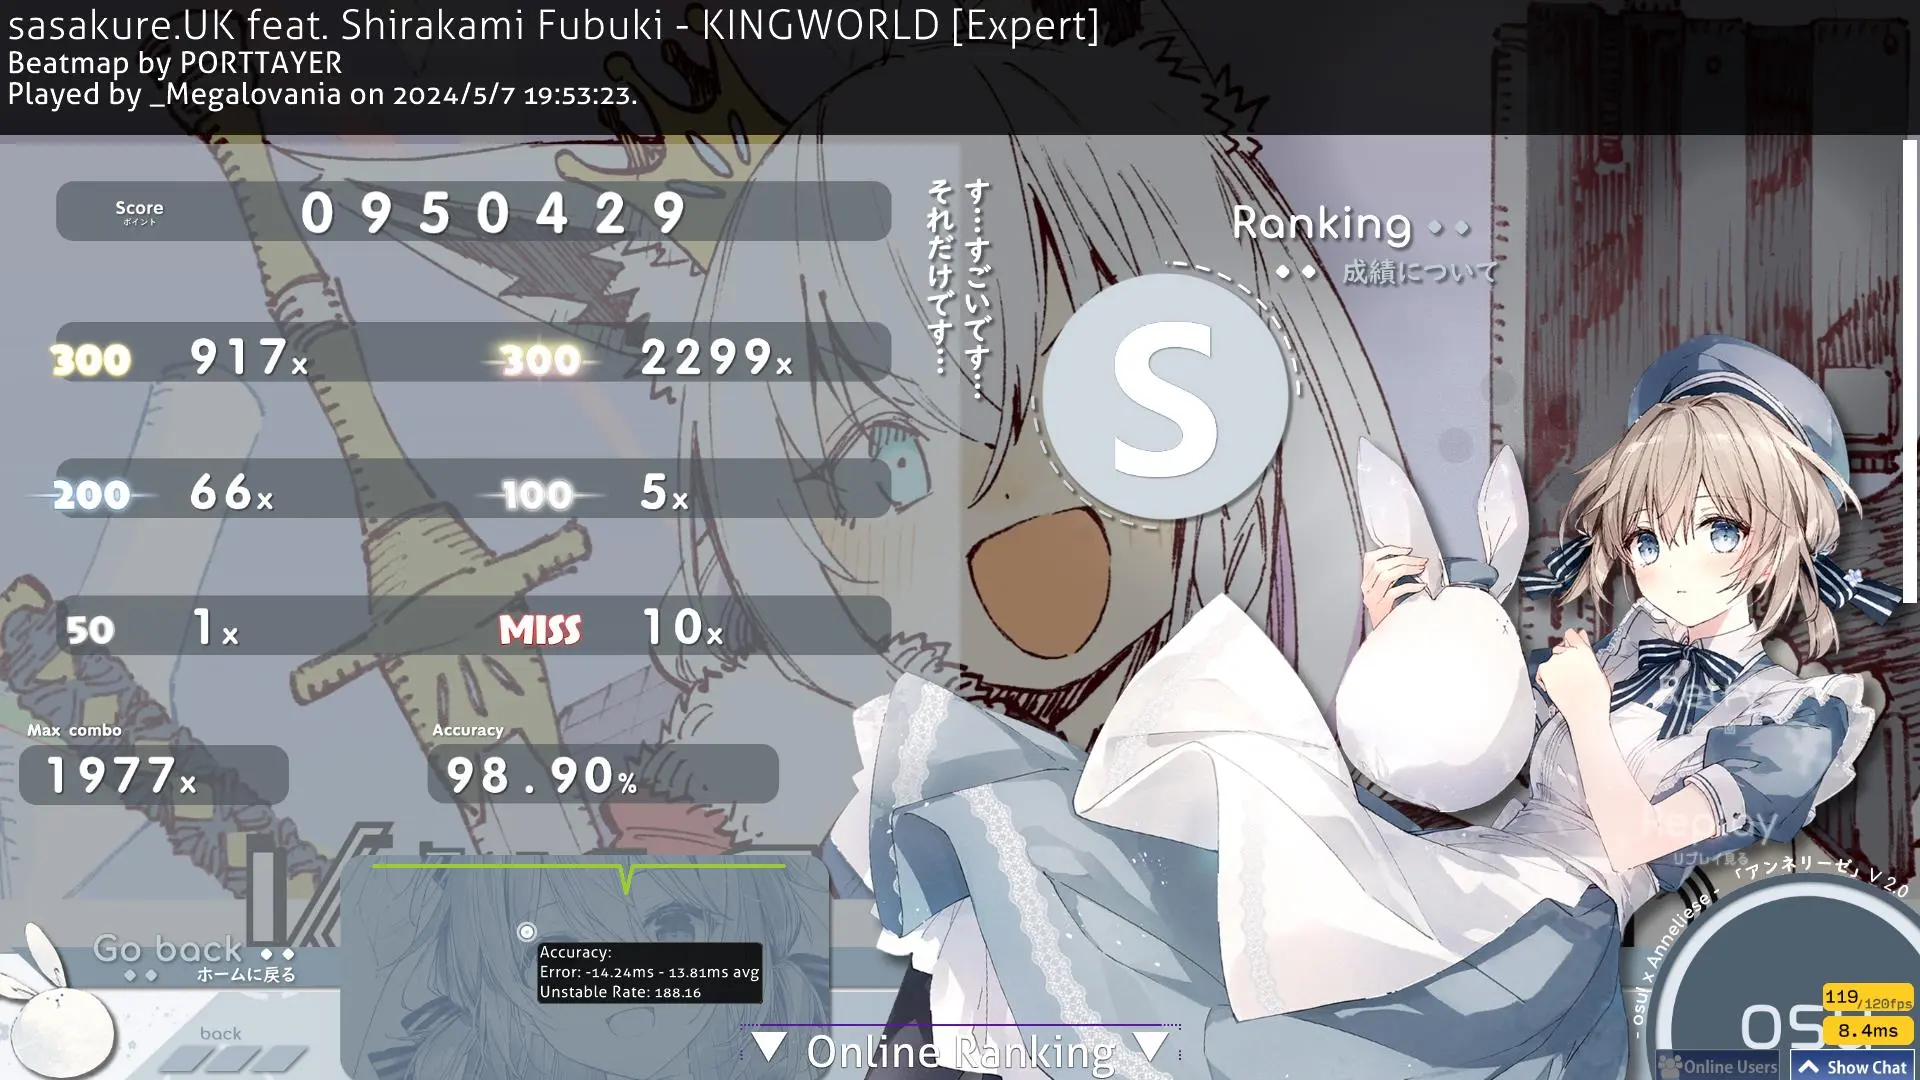 sasakure.UK feat. Shirakami Fubuki - KINGWORLD [Expert]
Beatmap by PORTTAYER
Played by _Megalovania on 2024/5/7 19:53:23.
Score 0950429
ポイント
す…すごいです…
それだけです…
Ranking
成績について
S
300 917x 300 2299x
200 66x 100 5x
50 1x MISS 10x
Max combo
1977x
Accuracy
98.90%
Replay
リプレイ見る
- osu! x Anneliese - 「アンネリーゼ」 V 2.0
Go back
ホームに戻る
back
Accuracy:
Error: -14.24ms - 13.81ms avg
Unstable Rate: 188.16
Online Ranking
119/120fps
8.4ms
Online Users
Show Chat